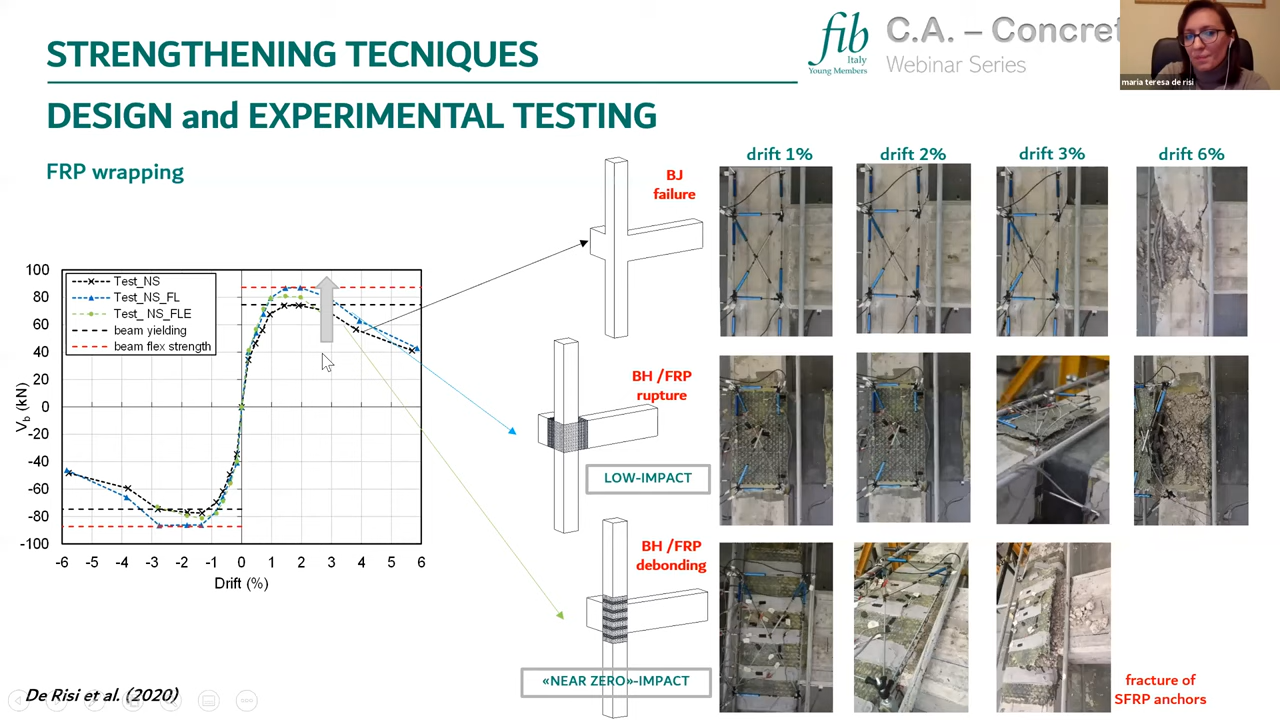 STRENGTHENING TECNIQUES
fib
Italy
Young Members
C.A. – Concret
Webinar Series
maria teresa de risi
DESIGN and EXPERIMENTAL TESTING
FRP wrapping
drift 1%
drift 2%
drift 3%
drift 6%
BJ
failure
100
80
60
40
20
0
-20
-40
-60
-80
-100
Vb (kN)
Test_NS
Test_NS_FL
Test_ NS_FLE
beam yielding
beam flex strength
-6 -5 -4 -3 -2 -1 0 1 2 3 4 5 6
Drift (%)
BH /FRP
rupture
LOW-IMPACT
BH /FRP
debonding
«NEAR ZERO»-IMPACT
fracture of
SFRP anchors
De Risi et al. (2020)